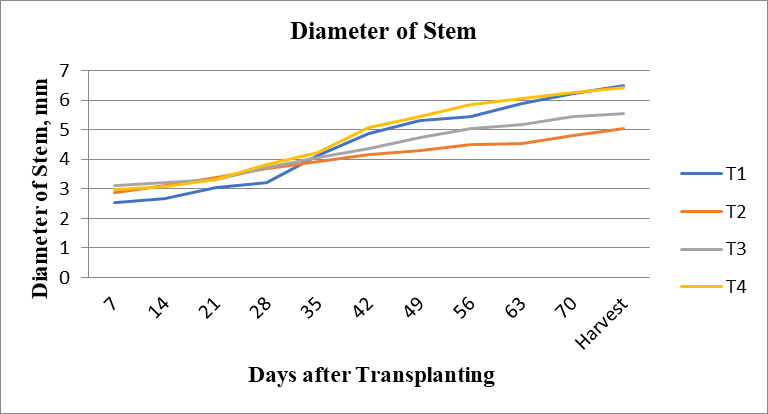 Diameter of Stem
Diameter of Stem, mm
7
6
5
4
3
2
1
0
7 14 21 28 35 42 49 56 63 70 Harvest
Days after Transplanting
T1
T2
T3
T4